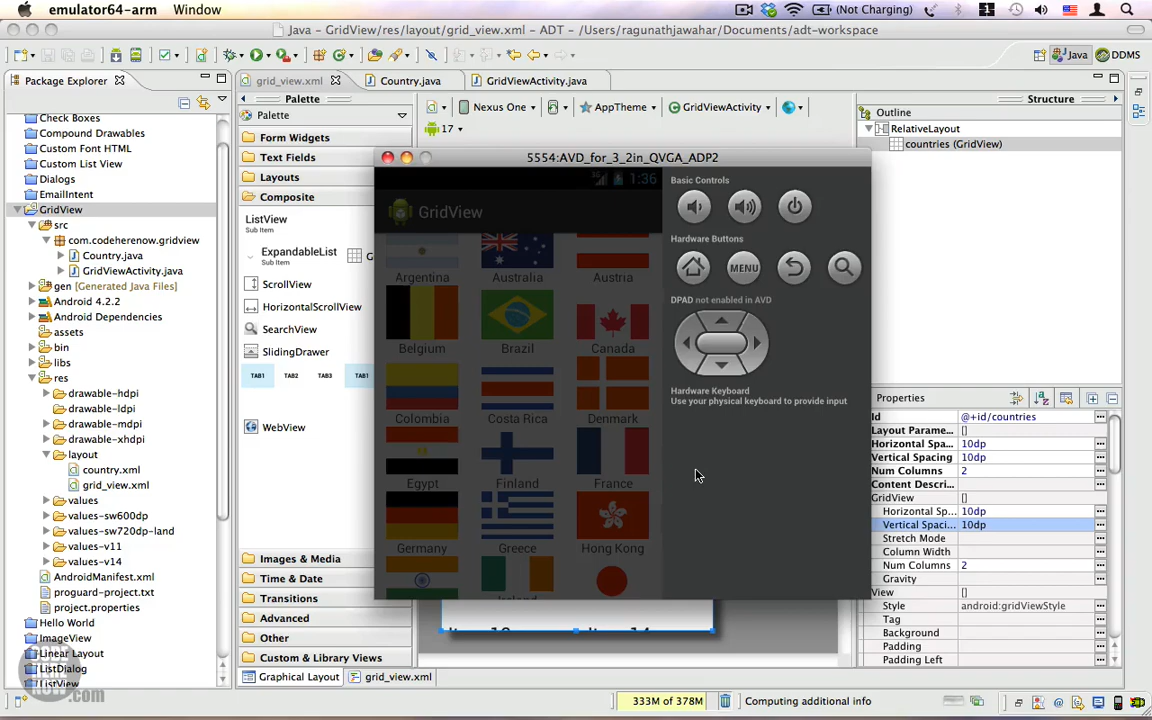 emulator64-arm Window
(Not Charging)
Java – GridView/res/layout/grid_view.xml – ADT – /Users/ragunathjawahar/Documents/adt-workspace
Java
DDMS
Package Explorer
Check Boxes
Compound Drawables
Custom Font HTML
Custom List View
Dialogs
EmailIntent
GridView
src
com.codeherenow.gridview
Country.java
GridViewActivity.java
gen [Generated Java Files]
Android 4.2.2
Android Dependencies
assets
bin
libs
res
drawable-hdpi
drawable-ldpi
drawable-mdpi
drawable-xhdpi
layout
country.xml
grid_view.xml
values
values-sw600dp
values-sw720dp-land
values-v11
values-v14
AndroidManifest.xml
proguard-project.txt
project.properties
Hello World
ImageView
Linear Layout
ListDialog
ListView
CODE
HERE
NOW
.com
grid_view.xml
Country.java
GridViewActivity.java
Palette
Palette
Form Widgets
Text Fields
Layouts
Composite
ListView
Sub Item
ExpandableList
Sub Item
G
ScrollView
HorizontalScrollView
SearchView
SlidingDrawer
TAB1 TAB2 TAB3 TAB1
WebView
Images & Media
Time & Date
Transitions
Advanced
Other
Custom & Library Views
Graphical Layout
grid_view.xml
Nexus One
AppTheme
GridViewActivity
17
5554:AVD_for_3_2in_QVGA_ADP2
3G
1:36
GridView
Argentina Australia Austria
Belgium Brazil Canada
Colombia Costa Rica Denmark
Egypt Finland France
Germany Greece Hong Kong
Basic Controls
Hardware Buttons
MENU
DPAD not enabled in AVD
Hardware Keyboard
Use your physical keyboard to provide input
Structure
Outline
RelativeLayout
countries (GridView)
Properties
Id @+id/countries
Layout Parame... []
Horizontal Spa... 10dp
Vertical Spacing 10dp
Num Columns 2
Content Descri...
GridView []
Horizontal Sp... 10dp
Vertical Spaci... 10dp
Stretch Mode
Column Width
Num Columns 2
Gravity
View []
Style android:gridViewStyle
Tag
Background
Padding
Padding Left
333M of 378M
Computing additional info